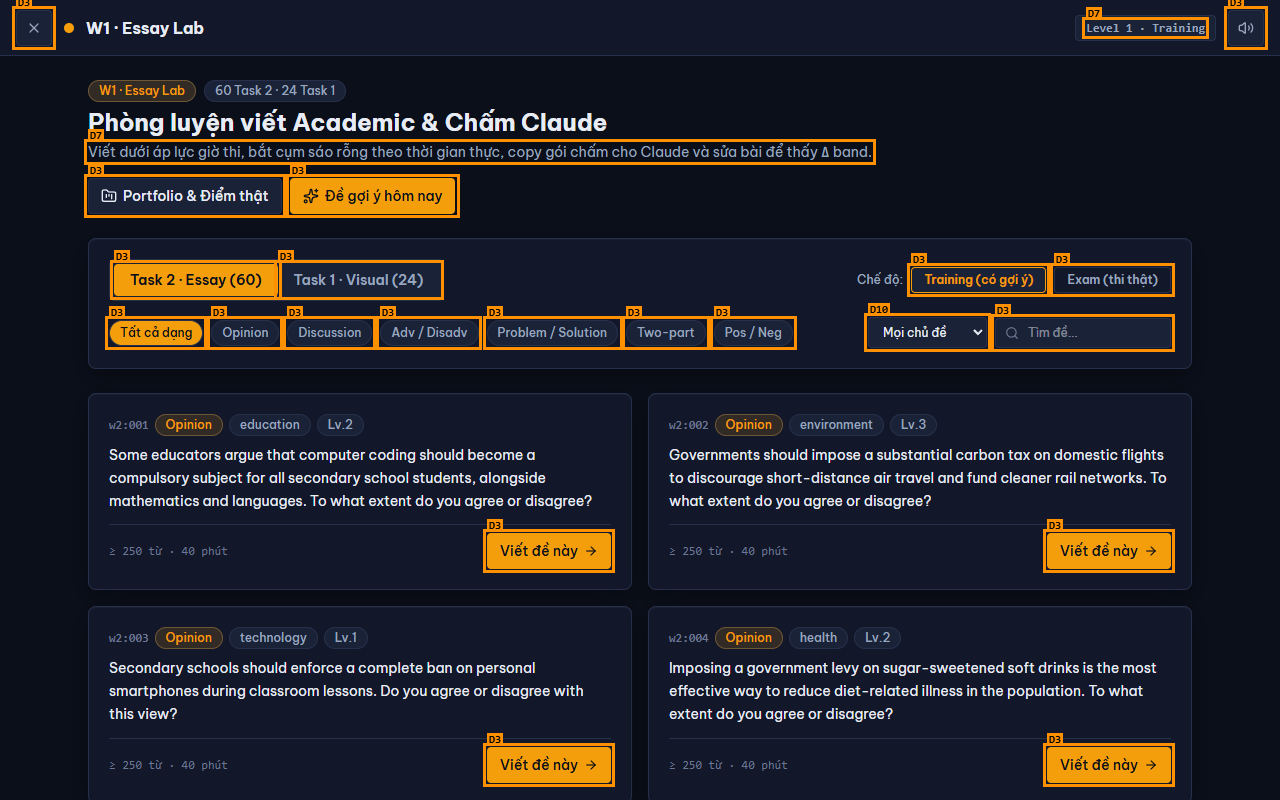 D3
D7
D3
W1 · Essay Lab
Level 1 · Training
W1 · Essay Lab
60 Task 2 · 24 Task 1
Phòng luyện viết Academic & Chấm Claude
D7
Viết dưới áp lực giờ thi, bắt cụm sáo rỗng theo thời gian thực, copy gói chấm cho Claude và sửa bài để thấy Δ band.
D3
D3
Portfolio & Điểm thật
Đề gợi ý hôm nay
D3
D3
D3
D3
Task 2 · Essay (60)
Task 1 · Visual (24)
Chế độ:
Training (có gợi ý)
Exam (thi thật)
D3
D3
D3
D3
D3
D3
D3
D10
D3
Tất cả dạng
Opinion
Discussion
Adv / Disadv
Problem / Solution
Two-part
Pos / Neg
Mọi chủ đề
Tìm đề...
w2:001
Opinion
education
Lv.2
Some educators argue that computer coding should become a
compulsory subject for all secondary school students, alongside
mathematics and languages. To what extent do you agree or disagree?
D3
≥ 250 từ · 40 phút
Viết đề này →
w2:002
Opinion
environment
Lv.3
Governments should impose a substantial carbon tax on domestic flights
to discourage short-distance air travel and fund cleaner rail networks. To
what extent do you agree or disagree?
D3
≥ 250 từ · 40 phút
Viết đề này →
w2:003
Opinion
technology
Lv.1
Secondary schools should enforce a complete ban on personal
smartphones during classroom lessons. Do you agree or disagree with
this view?
D3
≥ 250 từ · 40 phút
Viết đề này →
w2:004
Opinion
health
Lv.2
Imposing a government levy on sugar-sweetened soft drinks is the most
effective way to reduce diet-related illness in the population. To what
extent do you agree or disagree?
D3
≥ 250 từ · 40 phút
Viết đề này →